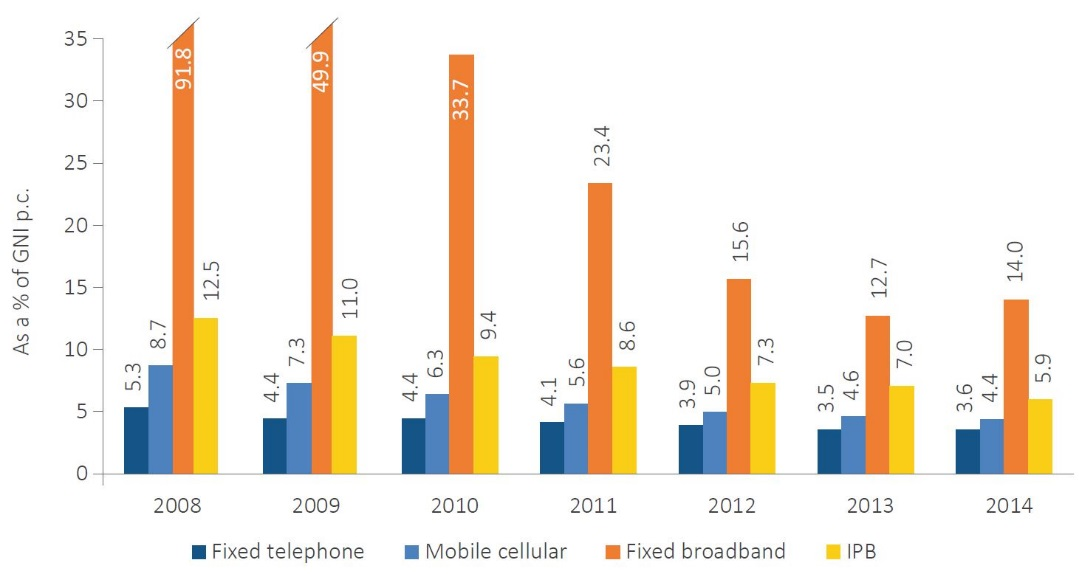 As a % of GNI p.c.
35
30
25
20
15
10
5
0
5.3 8.7 91.8 12.5
4.4 7.3 49.9 11.0
4.4 6.3 33.7 9.4
4.1 5.6 23.4 8.6
3.9 5.0 15.6 7.3
3.5 4.6 12.7 7.0
3.6 4.4 14.0 5.9
2008 2009 2010 2011 2012 2013 2014
Fixed telephone Mobile cellular Fixed broadband IPB